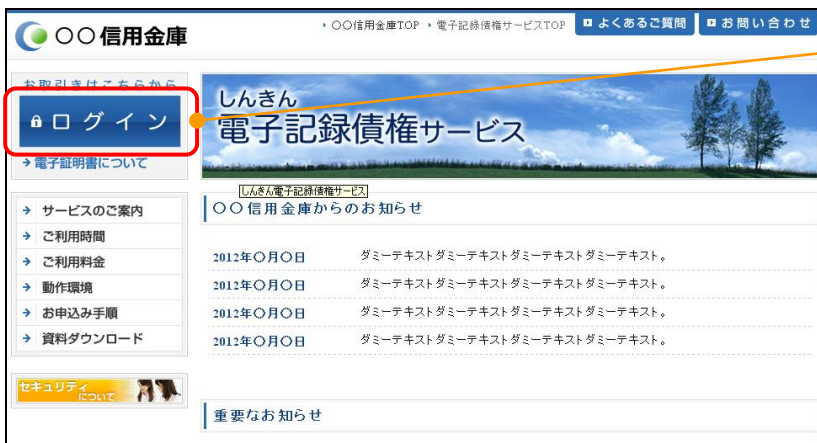 〇〇信用金庫
〇〇信用金庫TOP
電子記録債権サービスTOP
よくあるご質問
お問い合わせ
お取引きはこちらから
ログイン
電子証明書について
しんきん
電子記録債権サービス
しんきん電子記録債権サービス
サービスのご案内
ご利用時間
ご利用料金
動作環境
お申込み手順
資料ダウンロード
セキュリティ
について
〇〇信用金庫からのお知らせ
2012年〇月〇日 ダミーテキストダミーテキストダミーテキストダミーテキスト。
2012年〇月〇日 ダミーテキストダミーテキストダミーテキストダミーテキスト。
2012年〇月〇日 ダミーテキストダミーテキストダミーテキストダミーテキスト。
2012年〇月〇日 ダミーテキストダミーテキストダミーテキストダミーテキスト。
重要なお知らせ